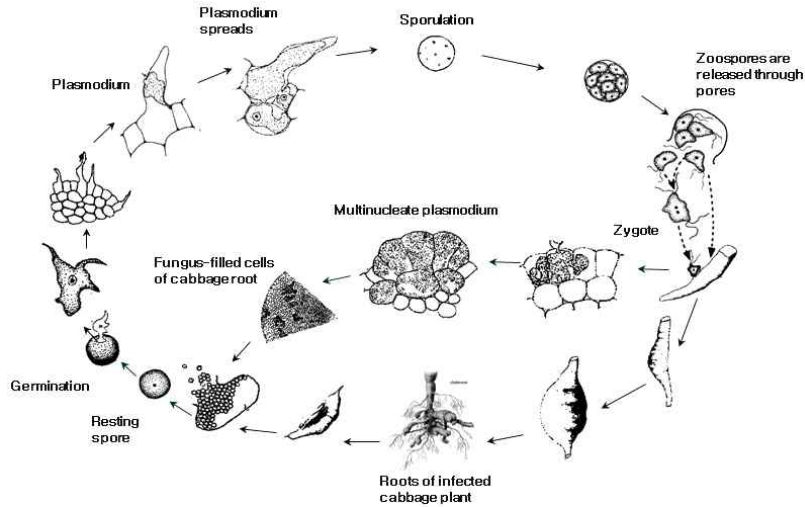 Plasmodium
spreads
Sporulation
Plasmodium
Zoospores are
released through
pores
Multinucleate plasmodium
Zygote
Fungus-filled cells
of cabbage root
Germination
Resting
spore
Roots of infected
cabbage plant